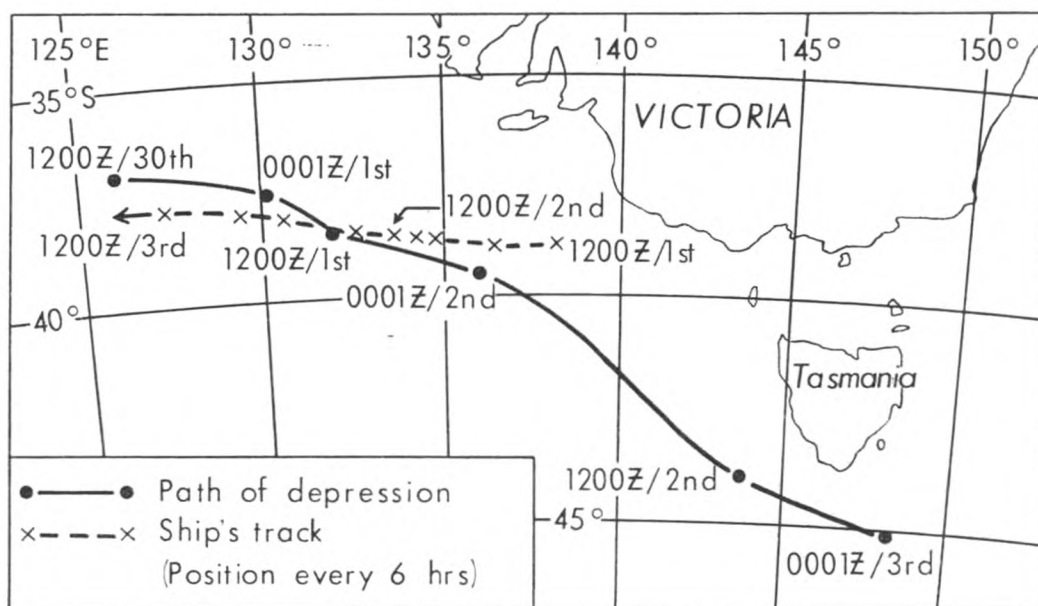 125°E 130° 135° 140° 145° 150°
35°S
VICTORIA
1200Z/30th
0001Z/1st
1200Z/2nd
1200Z/3rd
1200Z/1st
1200Z/1st
0001Z/2nd
40°
Tasmania
1200Z/2nd
45°
0001Z/3rd
Path of depression
Ship's track
(Position every 6 hrs)